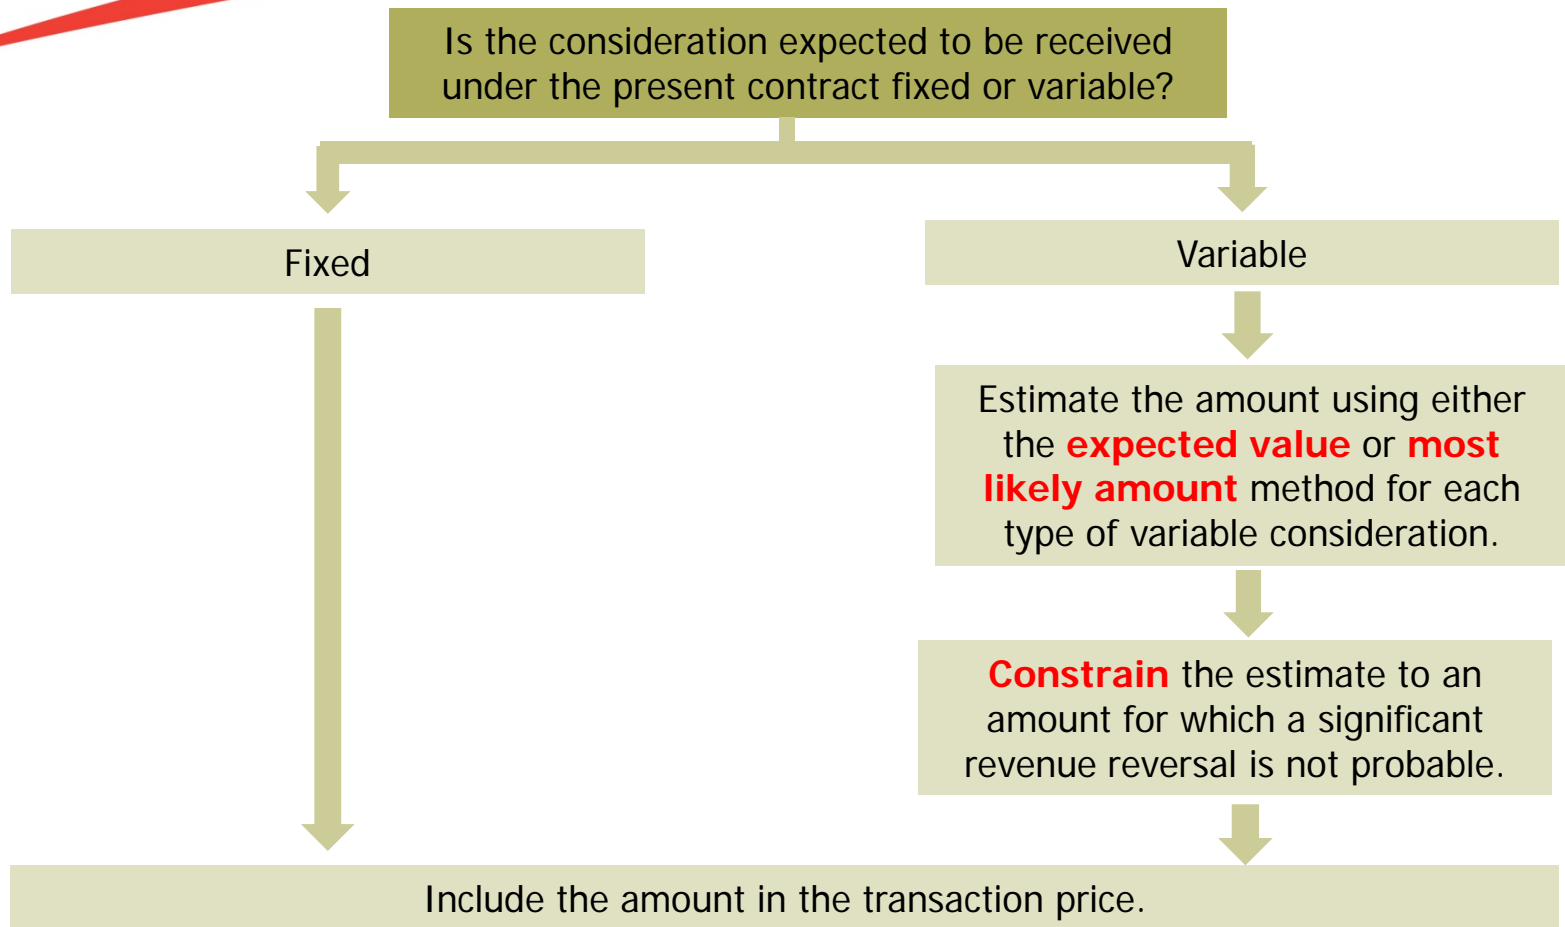 Is the consideration expected to be received
under the present contract fixed or variable?
Fixed
Variable
Estimate the amount using either
the expected value or most
likely amount method for each
type of variable consideration.
Constrain the estimate to an
amount for which a significant
revenue reversal is not probable.
Include the amount in the transaction price.